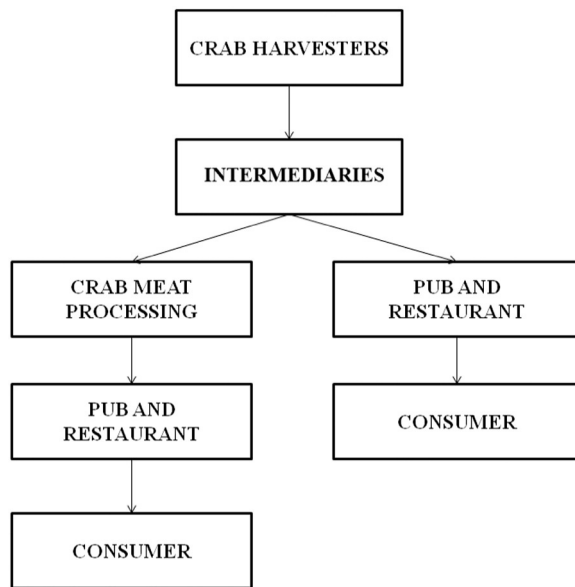 CRAB HARVESTERS
INTERMEDIARIES
CRAB MEAT
PROCESSING
PUB AND
RESTAURANT
PUB AND
RESTAURANT
CONSUMER
CONSUMER